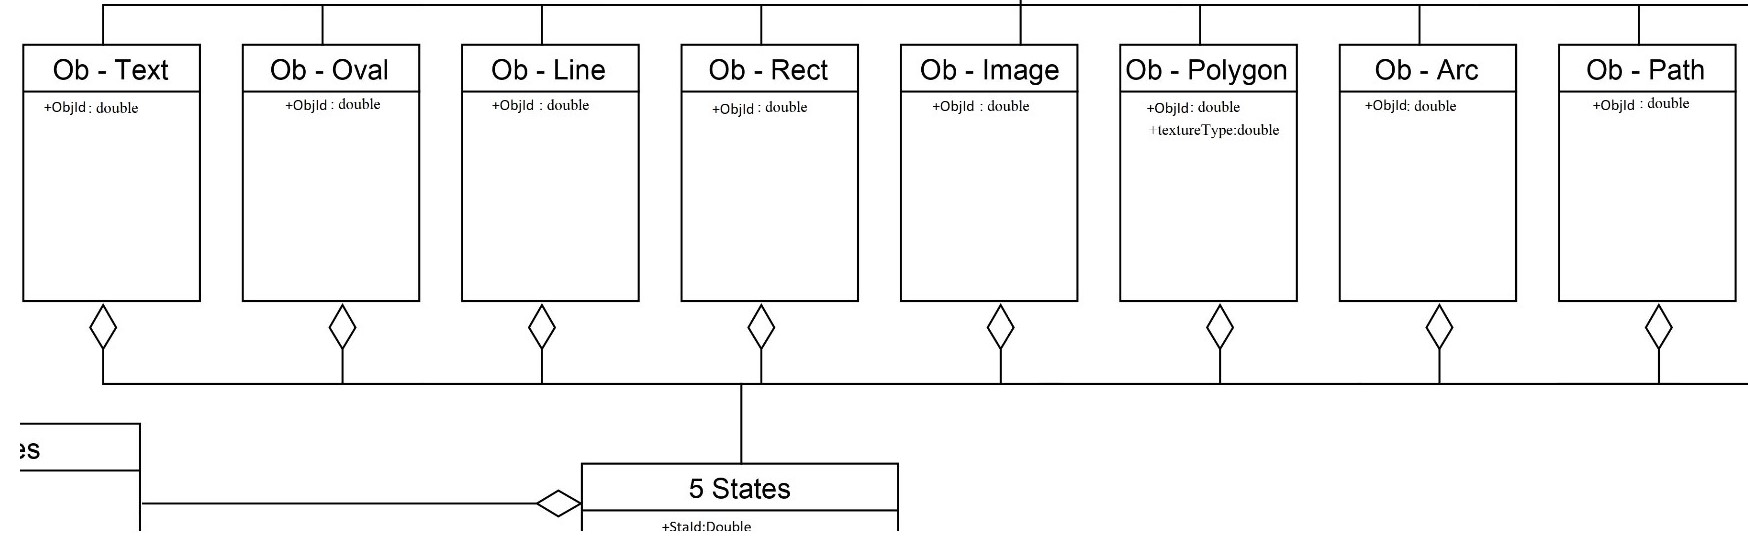 Ob - Text
Ob - Oval
Ob - Line
Ob - Rect
Ob - Image
Ob - Polygon
Ob - Arc
Ob - Path
+ObjId : double
+ObjId : double
+ObjId : double
+ObjId : double
+ObjId : double
+ObjId : double
+ObjId: double
+ObjId : double
+textureType:double
es
5 States
+StaId:Double